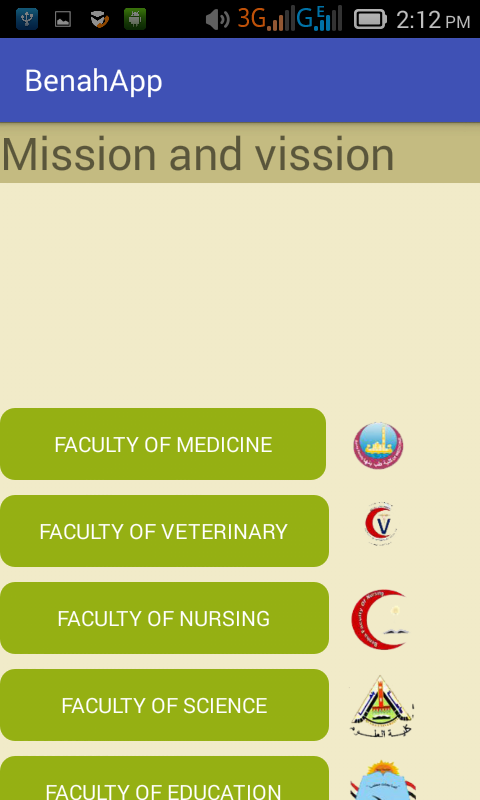 3G G E 2:12 PM
BenahApp
Mission and vission
FACULTY OF MEDICINE
FACULTY OF VETERINARY
V
FACULTY OF NURSING
FACULTY OF SCIENCE
FACULTY OF EDUCATION